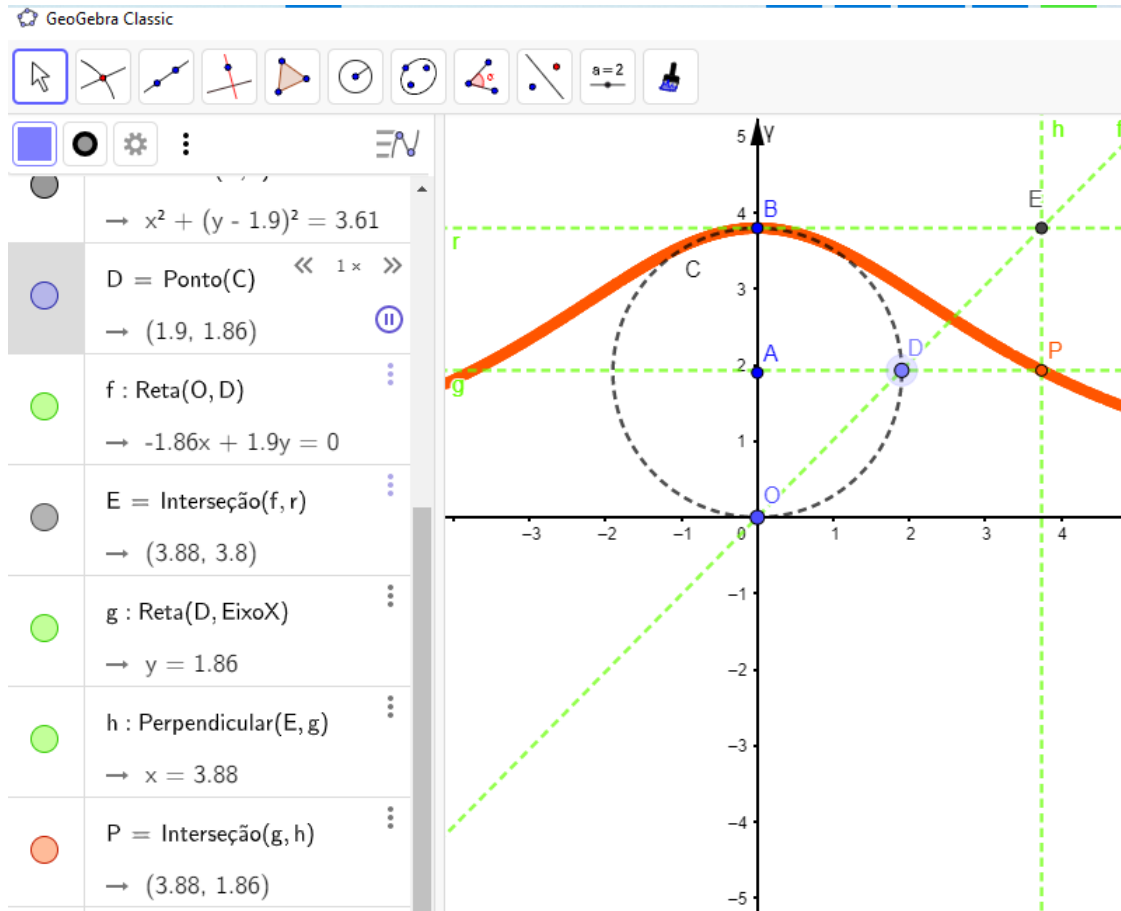 GeoGebra Classic
a=2
x² + (y - 1.9)² = 3.61
D = Ponto(C)
1 ×
→ (1.9, 1.86)
f : Reta(O, D)
→ -1.86x + 1.9y = 0
E = Interseção(f, r)
→ (3.88, 3.8)
g : Reta(D, EixoX)
→ y = 1.86
h : Perpendicular(E, g)
→ x = 3.88
P = Interseção(g, h)
→ (3.88, 1.86)
5
h
f
E
4
B
r
C
3
D
P
A
2
g
1
O
-3
-2
-1
0
1
2
3
4
-1
-2
-3
-4
-5